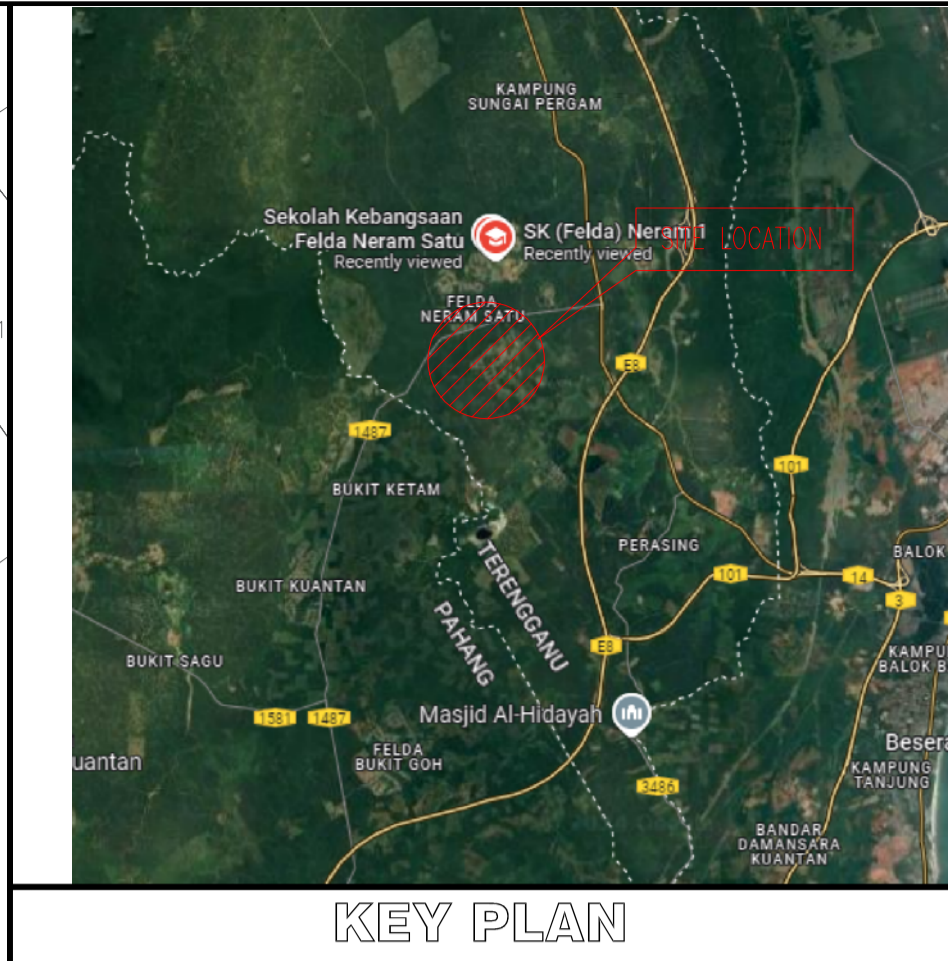 KAMPUNG
SUNGAI PERGAM
Sekolah Kebangsaan
Felda Neram Satu
Recently viewed
SK (Felda) Neram 1
Recently viewed
SITE LOCATION
FELDA
NERAM SATU
E8
1487
101
BUKIT KETAM
PERASING
BALOK
TERENGGANU
PAHANG
101
14
3
BUKIT KUANTAN
E8
KAMPU
BALOK B
BUKIT SAGU
1581
1487
Masjid Al-Hidayah
Besera
uantan
FELDA
BUKIT GOH
KAMPUNG
TANJUNG
3486
BANDAR
DAMANSARA
KUANTAN
KEY PLAN